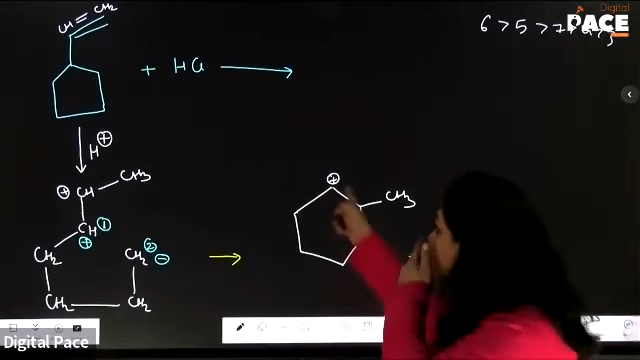 Digital
PACE
6 > 5 > 7
CH = CH₂
+ HCl
H⊕
⊕ CH CH₃
CH ①
⊕
CH₂ CH₂ ② ⊖
CH₂ CH₂
⊕
CH₃
Digital Pace